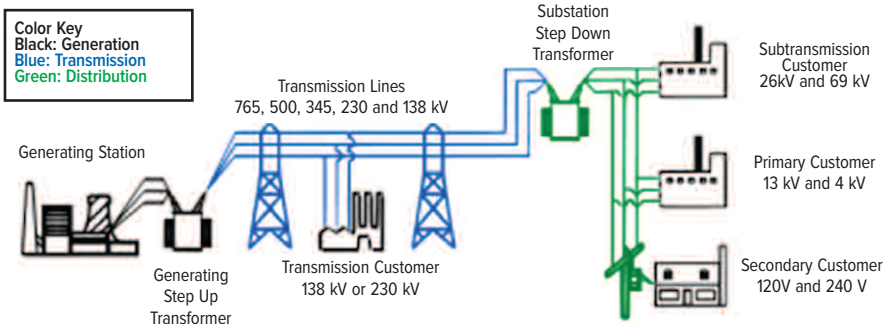 Color Key
Black: Generation
Blue: Transmission
Green: Distribution
Substation
Step Down
Transformer
Subtransmission
Customer
26kV and 69 kV
Transmission Lines
765, 500, 345, 230 and 138 kV
Generating Station
Primary Customer
13 kV and 4 kV
Transmission Customer
138 kV or 230 kV
Generating
Step Up
Transformer
Secondary Customer
120V and 240 V